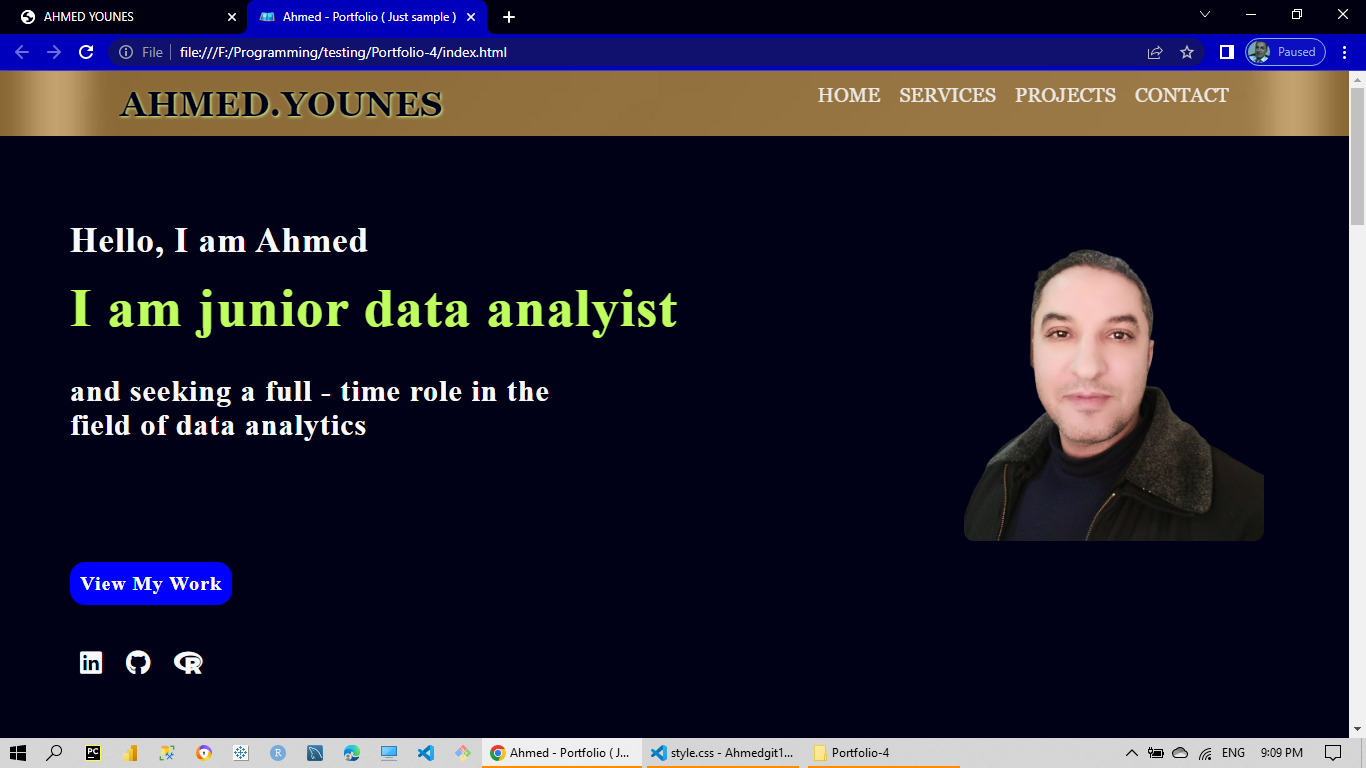 AHMED YOUNES
Ahmed - Portfolio ( Just sample )
File
file:///F:/Programming/testing/Portfolio-4/index.html
Paused
AHMED.YOUNES
HOME SERVICES PROJECTS CONTACT
Hello, I am Ahmed
I am junior data analyist
and seeking a full - time role in the
field of data analytics
View My Work
in
R
PC
R
Ahmed - Portfolio ( J...
style.css - Ahmedgit1...
Portfolio-4
ENG
9:09 PM